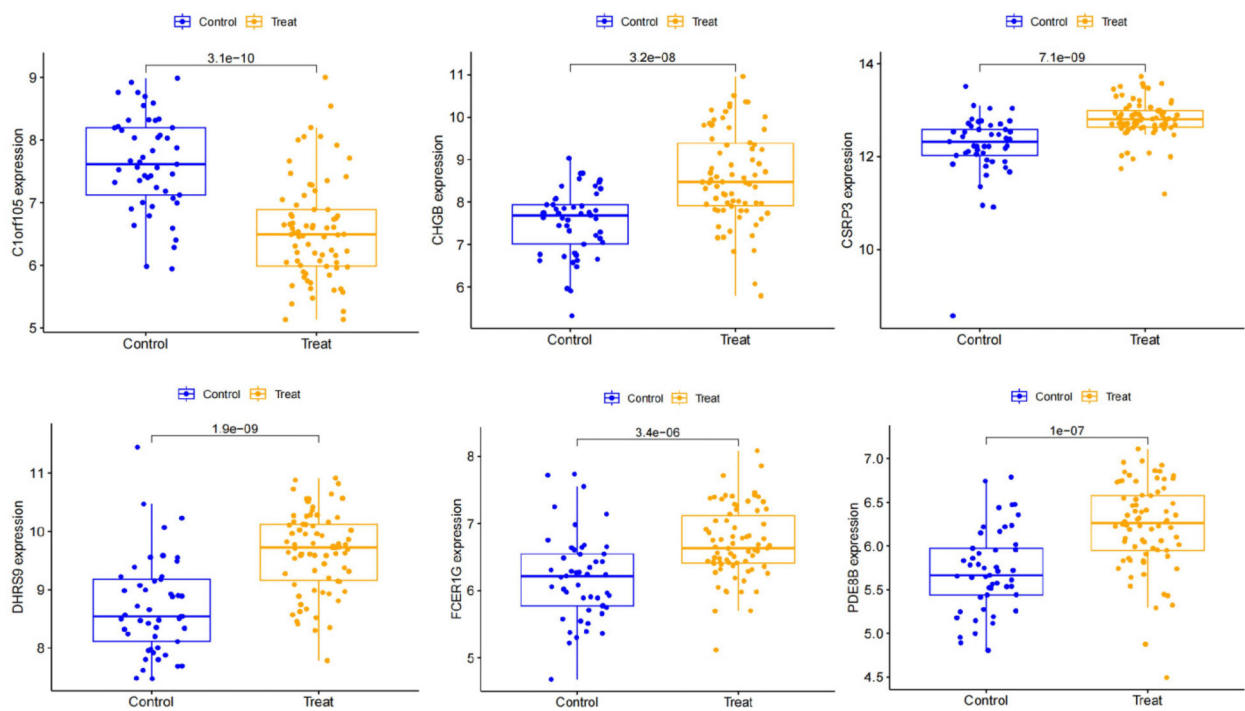 Control Treat
3.1e−10
C1orf105 expression
9
8
7
6
5
Control Treat
Control Treat
3.2e−08
CHGB expression
11
10
9
8
7
6
Control Treat
Control Treat
7.1e−09
CSRP3 expression
14
12
10
Control Treat
Control Treat
1.9e−09
DHRS9 expression
11
10
9
8
Control Treat
Control Treat
3.4e−06
FCER1G expression
8
7
6
5
Control Treat
Control Treat
1e−07
PDE8B expression
7.0
6.5
6.0
5.5
5.0
4.5
Control Treat